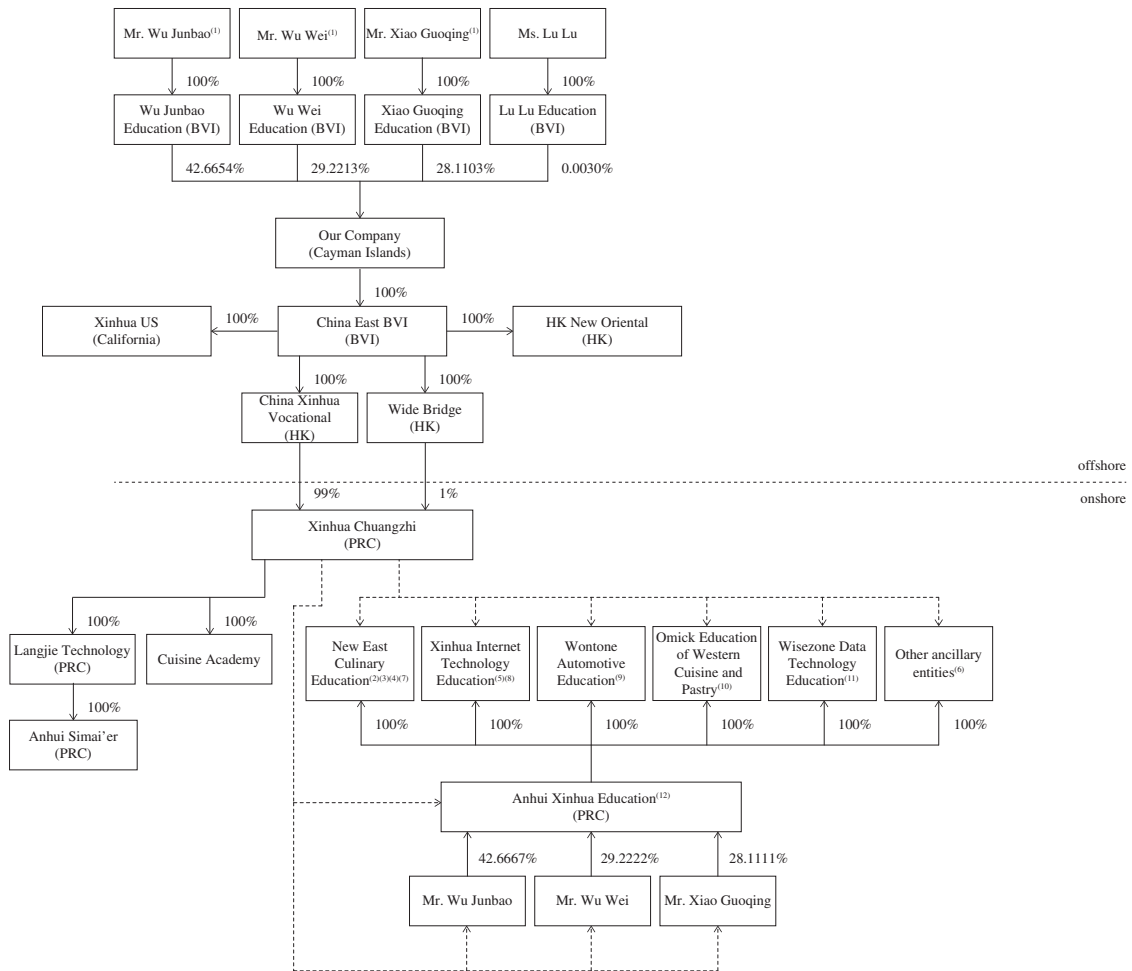 Mr. Wu Junbao(1)
Mr. Wu Wei(1)
Mr. Xiao Guoqing(1)
Ms. Lu Lu
100%
100%
100%
100%
Wu Junbao
Education (BVI)
Wu Wei
Education (BVI)
Xiao Guoqing
Education (BVI)
Lu Lu Education
(BVI)
42.6654%
29.2213%
28.1103%
0.0030%
Our Company
(Cayman Islands)
100%
Xinhua US
(California)
100%
China East BVI
(BVI)
100%
HK New Oriental
(HK)
100%
100%
China Xinhua
Vocational
(HK)
Wide Bridge
(HK)
offshore
onshore
99%
1%
Xinhua Chuangzhi
(PRC)
100%
100%
Langjie Technology
(PRC)
Cuisine Academy
100%
Anhui Simai'er
(PRC)
New East
Culinary
Education(2)(3)(4)(7)
Xinhua Internet
Technology
Education(5)(8)
Wontone
Automotive
Education(9)
Omick Education
of Western
Cuisine and
Pastry(10)
Wisezone Data
Technology
Education(11)
Other ancillary
entities(6)
100%
100%
100%
100%
100%
100%
Anhui Xinhua Education(12)
(PRC)
42.6667%
29.2222%
28.1111%
Mr. Wu Junbao
Mr. Wu Wei
Mr. Xiao Guoqing